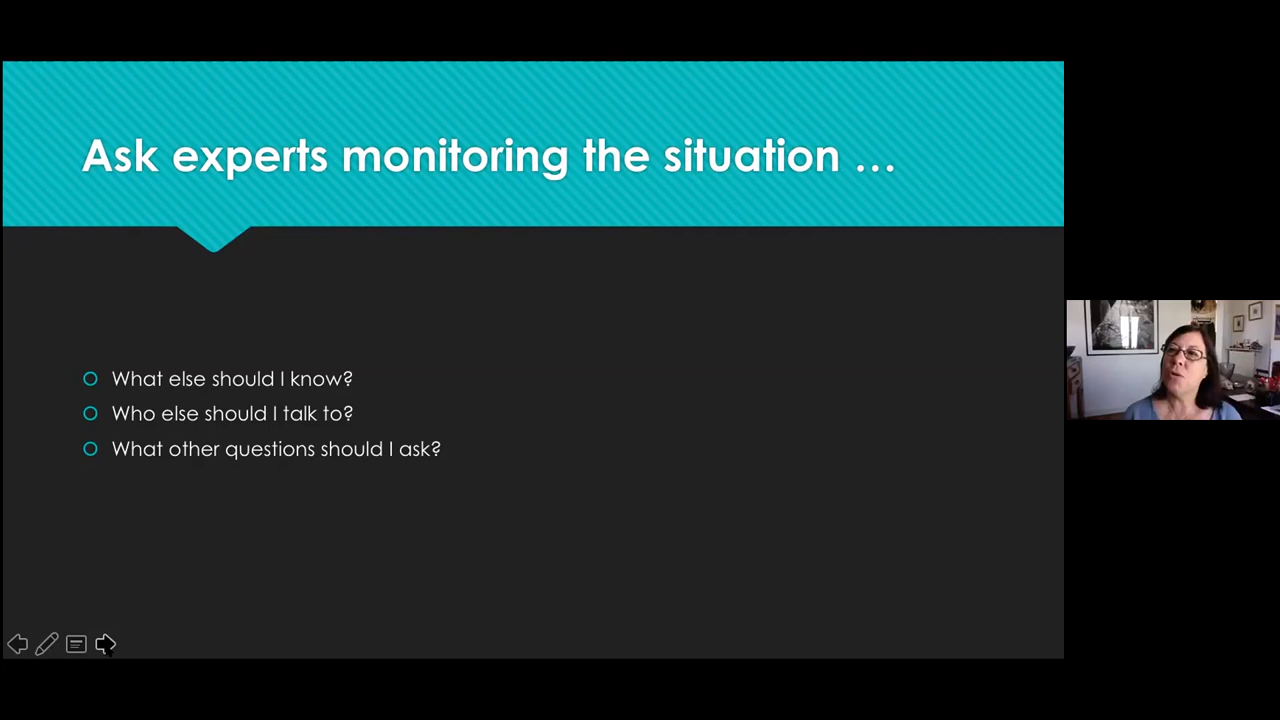 Ask experts monitoring the situation …
What else should I know?
Who else should I talk to?
What other questions should I ask?